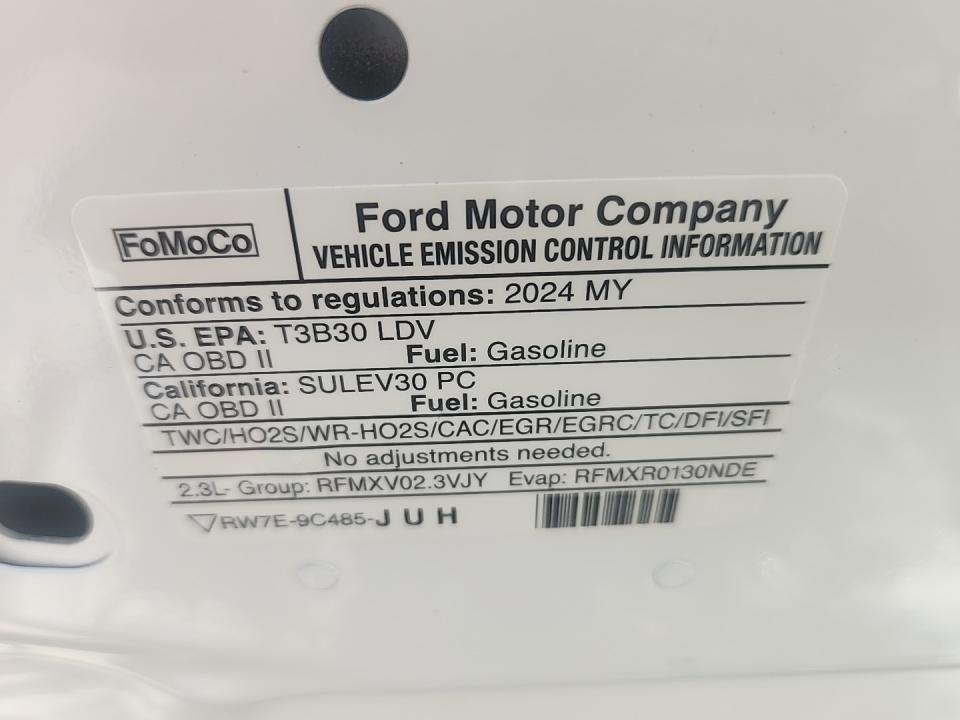 FoMoCo
Ford Motor Company
VEHICLE EMISSION CONTROL INFORMATION
Conforms to regulations: 2024 MY
U.S. EPA: T3B30 LDV
CA OBD II Fuel: Gasoline
California: SULEV30 PC
CA OBD II Fuel: Gasoline
TWC/HO2S/WR-HO2S/CAC/EGR/EGRC/TC/DFI/SFI
No adjustments needed.
2.3L- Group: RFMXV02.3VJY Evap: RFMXR0130NDE
RW7E-9C485-J U H